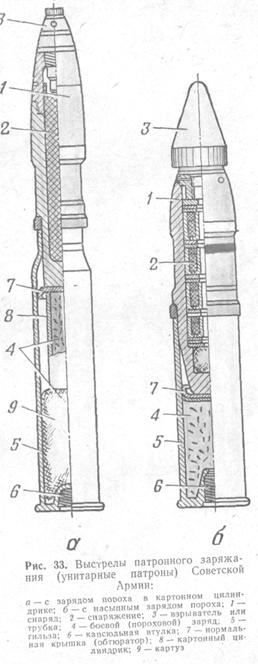 3
1
2
7
8
4
9
5
6
а
3
1
2
7
4
5
6
б
Рис. 33. Выстрелы патронного заряжа-
ния (унитарные патроны) Советской
Армии:
а — с зарядом пороха в картонном цилин-
дрике; б — с насыпным зарядом пороха; 1 —
снаряд; 2 — снаряжение; 3 — взрыватель или
трубка; 4 — боевой (пороховой) заряд; 5 —
гильза; 6 — капсюльная втулка; 7 — нормаль-
ная крышка (обтюратор); 8 — картонный ци-
линдрик; 9 — картуз